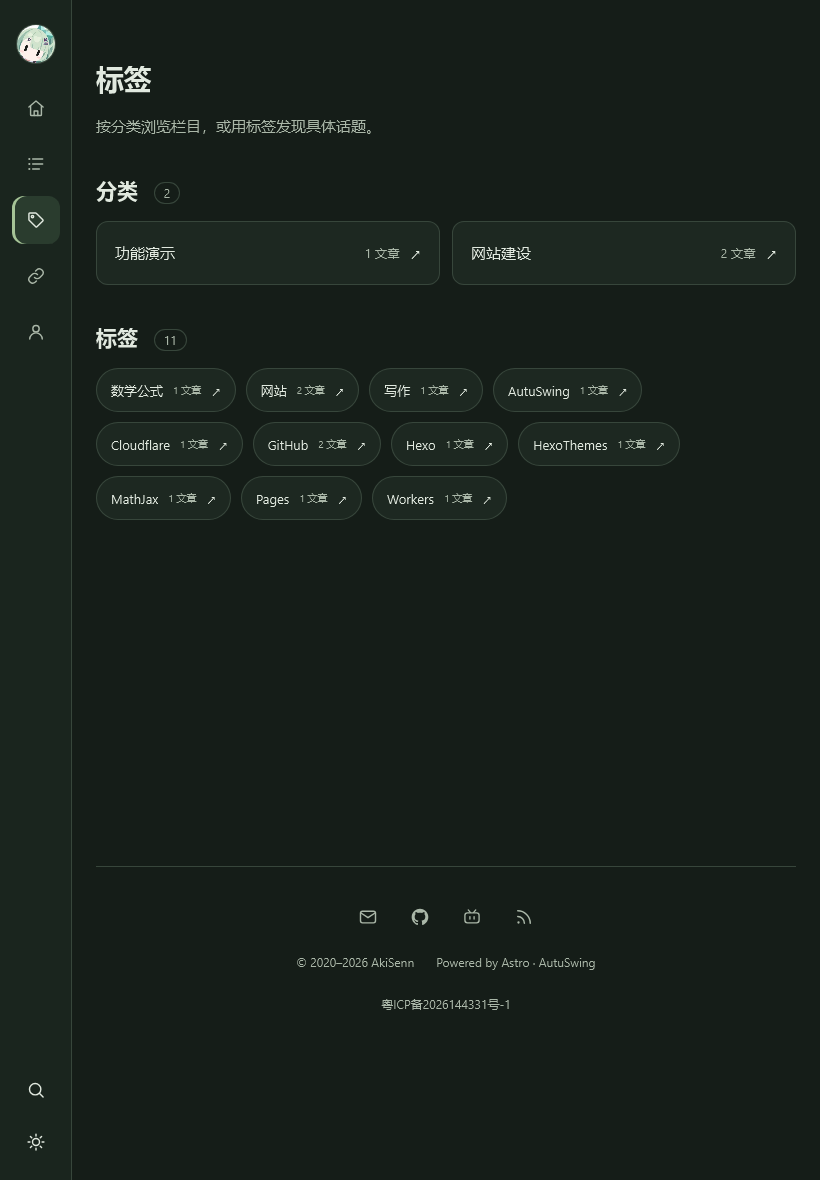 标签
按分类浏览栏目，或用标签发现具体话题。
分类 2
功能演示 1 文章 ↗ 网站建设 2 文章 ↗
标签 11
数学公式 1 文章 ↗ 网站 2 文章 ↗ 写作 1 文章 ↗ AutuSwing 1 文章 ↗
Cloudflare 1 文章 ↗ GitHub 2 文章 ↗ Hexo 1 文章 ↗ HexoThemes 1 文章 ↗
MathJax 1 文章 ↗ Pages 1 文章 ↗ Workers 1 文章 ↗
© 2020–2026 AkiSenn Powered by Astro · AutuSwing
粤ICP备2026144331号-1